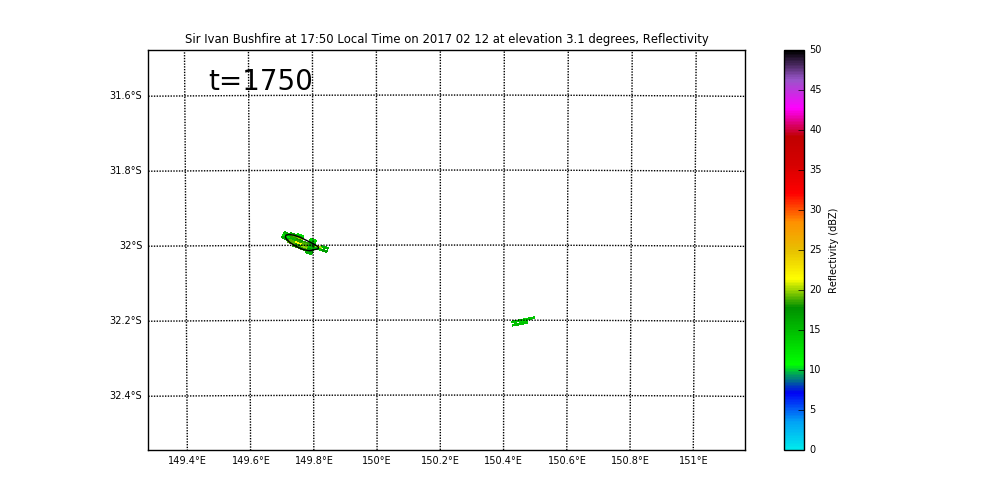 Sir Ivan Bushfire at 17:50 Local Time on 2017 02 12 at elevation 3.1 degrees, Reflectivity
t=1750
31.6°S
31.8°S
32°S
32.2°S
32.4°S
149.4°E 149.6°E 149.8°E 150°E 150.2°E 150.4°E 150.6°E 150.8°E 151°E
50
45
40
35
30
25
20
15
10
5
0
Reflectivity (dBZ)